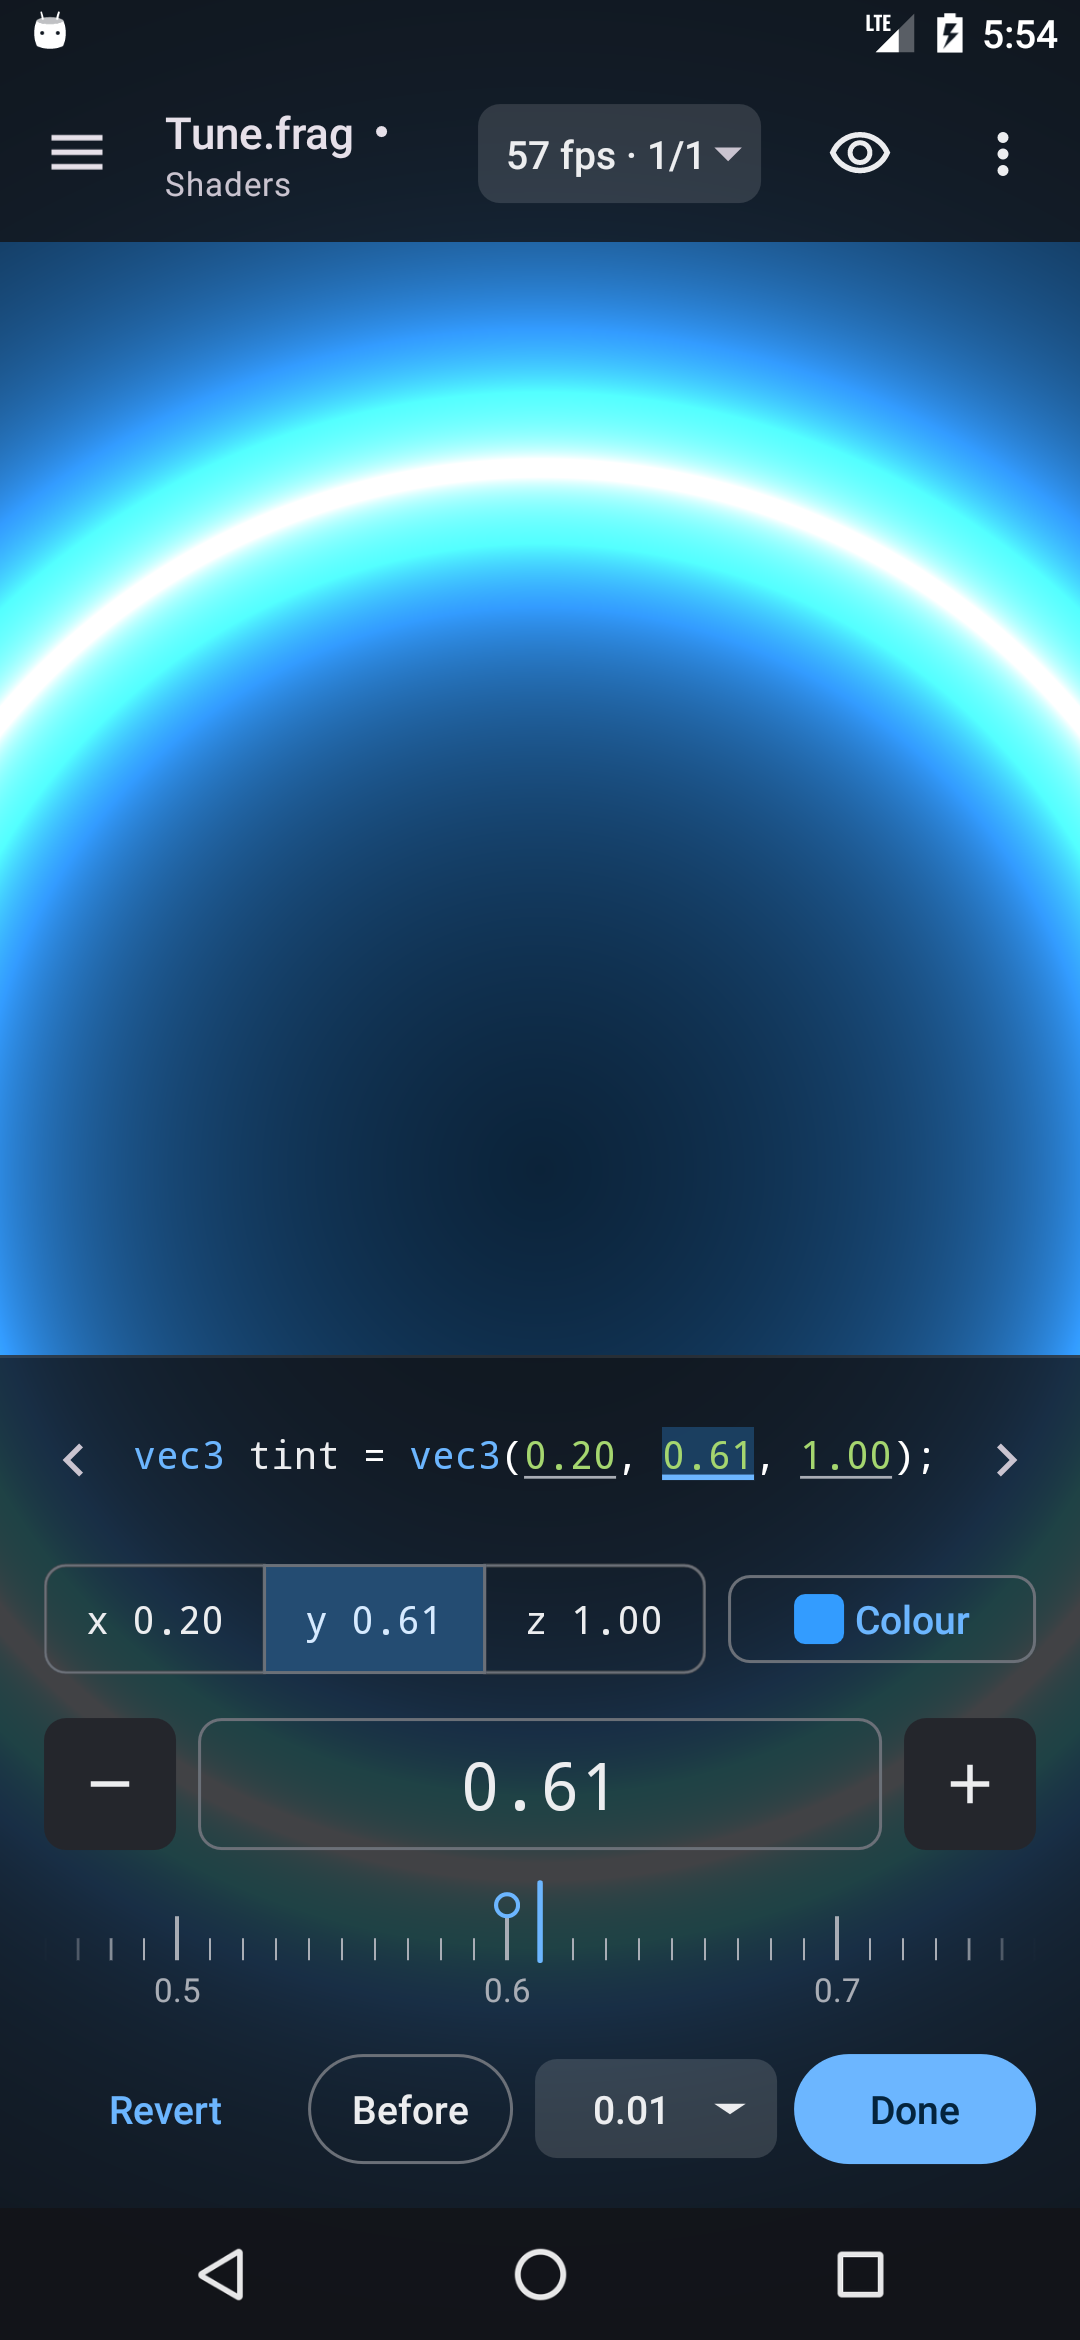 LTE 5:54
Tune.frag •
Shaders
57 fps · 1/1
vec3 tint = vec3(0.20, 0.61, 1.00);
x 0.20 y 0.61 z 1.00 Colour
− 0.61 +
0.5 0.6 0.7
Revert Before 0.01 Done